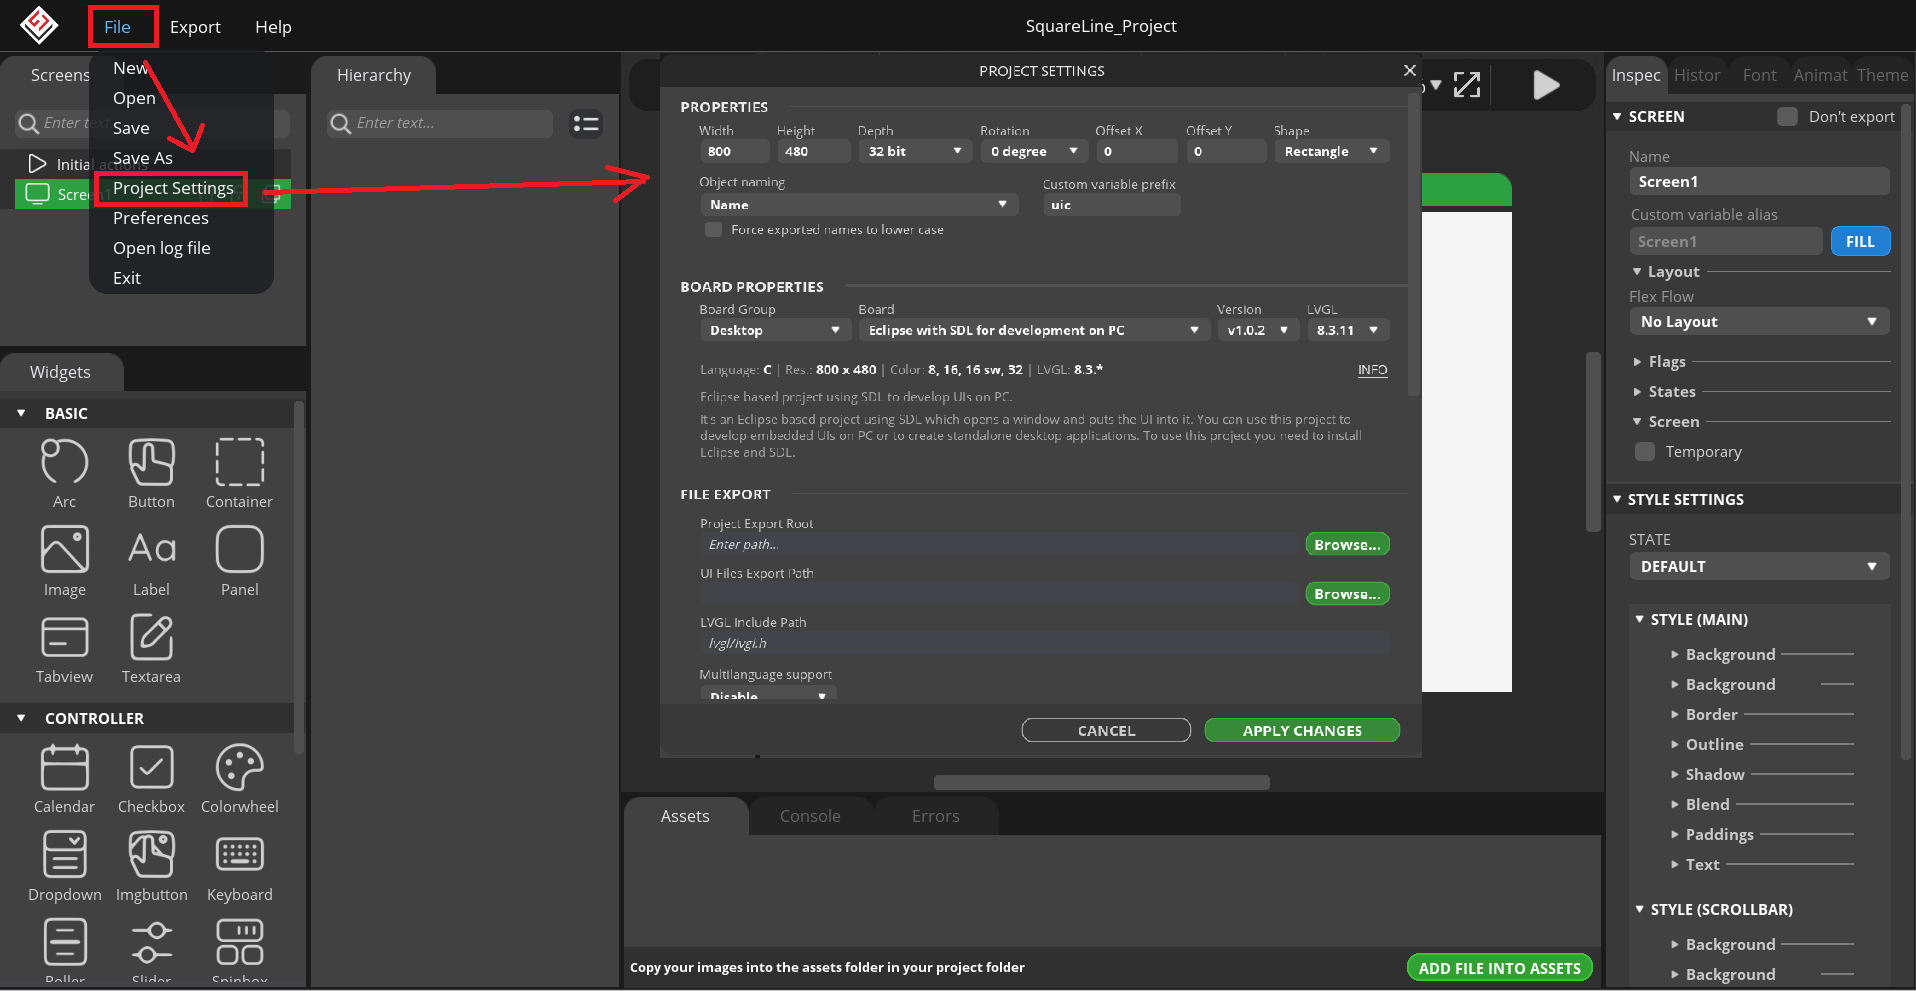 File
Export
Help
SquareLine_Project
Screens
New
Open
Save
Save As
Project Settings
Preferences
Open log file
Exit
Enter text...
Initial actions
Screen1
Hierarchy
Enter text...
Widgets
BASIC
Arc
Button
Container
Image
Label
Panel
Tabview
Textarea
CONTROLLER
Calendar
Checkbox
Colorwheel
Dropdown
Imgbutton
Keyboard
Roller
Slider
Spinbox
PROJECT SETTINGS
PROPERTIES
Width
Height
Depth
Rotation
Offset X
Offset Y
Shape
800
480
32 bit
0 degree
0
0
Rectangle
Object naming
Custom variable prefix
Name
uic
Force exported names to lower case
BOARD PROPERTIES
Board Group
Board
Version
LVGL
Desktop
Eclipse with SDL for development on PC
v1.0.2
8.3.11
Language: C | Res.: 800 x 480 | Color: 8, 16, 16 sw, 32 | LVGL: 8.3.*
INFO
Eclipse based project using SDL to develop UIs on PC.
It's an Eclipse based project using SDL which opens a window and puts the UI into it. You can use this project to
develop embedded UIs on PC or to create standalone desktop applications. To use this project you need to install
Eclipse and SDL.
FILE EXPORT
Project Export Root
Enter path...
Browse...
UI Files Export Path
Browse...
LVGL Include Path
lvgl/lvgl.h
Multilanguage support
Disable
CANCEL
APPLY CHANGES
Assets
Console
Errors
Copy your images into the assets folder in your project folder
ADD FILE INTO ASSETS
Inspec
Histor
Font
Animat
Theme
SCREEN
Don't export
Name
Screen1
Custom variable alias
Screen1
FILL
Layout
Flex Flow
No Layout
Flags
States
Screen
Temporary
STYLE SETTINGS
STATE
DEFAULT
STYLE (MAIN)
Background
Background
Border
Outline
Shadow
Blend
Paddings
Text
STYLE (SCROLLBAR)
Background
Background